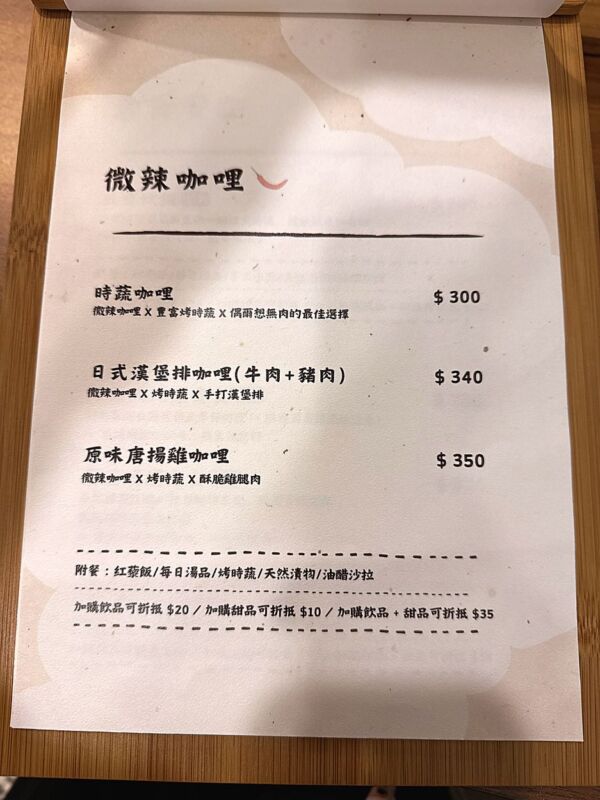 微辣咖哩
時蔬咖哩 $ 300
微辣咖哩 X 豐富烤時蔬 X 偶爾想無肉的最佳選擇
日式漢堡排咖哩(牛肉+豬肉) $ 340
微辣咖哩 X 烤時蔬 X 手打漢堡排
原味唐揚雞咖哩 $ 350
微辣咖哩 X 烤時蔬 X 酥脆雞腿肉
附餐：紅藜飯/每日湯品/烤時蔬/天然漬物/油醋沙拉
加購飲品可折抵 $20 / 加購甜品可折抵 $10 / 加購飲品 + 甜品可折抵 $35